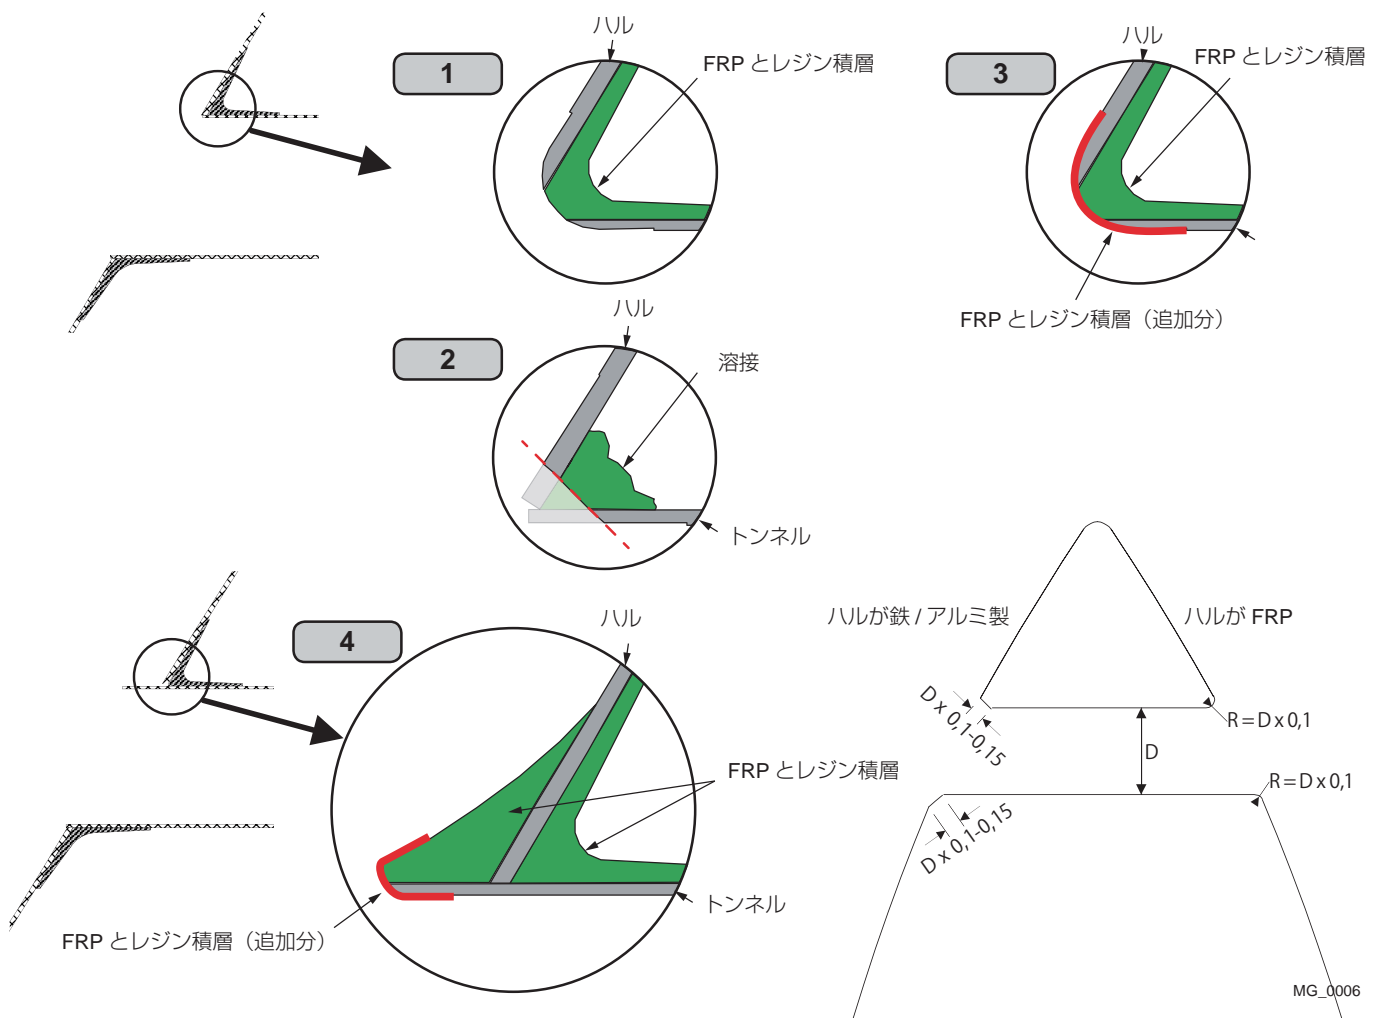 ハル
1
FRP とレジン積層
ハル
3
FRP とレジン積層
FRP とレジン積層（追加分）
ハル
2
溶接
トンネル
ハル
4
FRP とレジン積層
トンネル
FRP とレジン積層（追加分）
ハルが鉄 / アルミ製
ハルが FRP
D x 0,1-0,15
R = D x 0,1
D
R = D x 0,1
D x 0,1-0,15
MG_0006